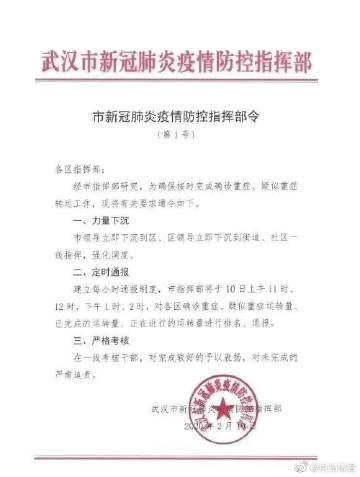 武汉市新冠肺炎疫情防控指挥部
市新冠肺炎疫情防控指挥部令
（第1号）
各区指挥部：
经市指挥部研究，为确保按时完成确诊重症、疑似重症
转运工作，现将有关要求通令如下。
一、力量下沉
市领导立即下沉到区、区领导立即下沉到街道、社区一
线指挥，强化调度。
二、定时通报
建立每小时通报制度，市指挥部将于10日上午11时、
12时，下午1时、2时，对各区确诊重症、疑似重症运转量、
已完成的运转量、正在进行的运转量进行排名、通报。
三、严格考核
在一线考核干部，对完成较好的予以表扬，对未完成的
严肃追责。
武汉市新冠肺炎疫情防控指挥部
2020年2月10日